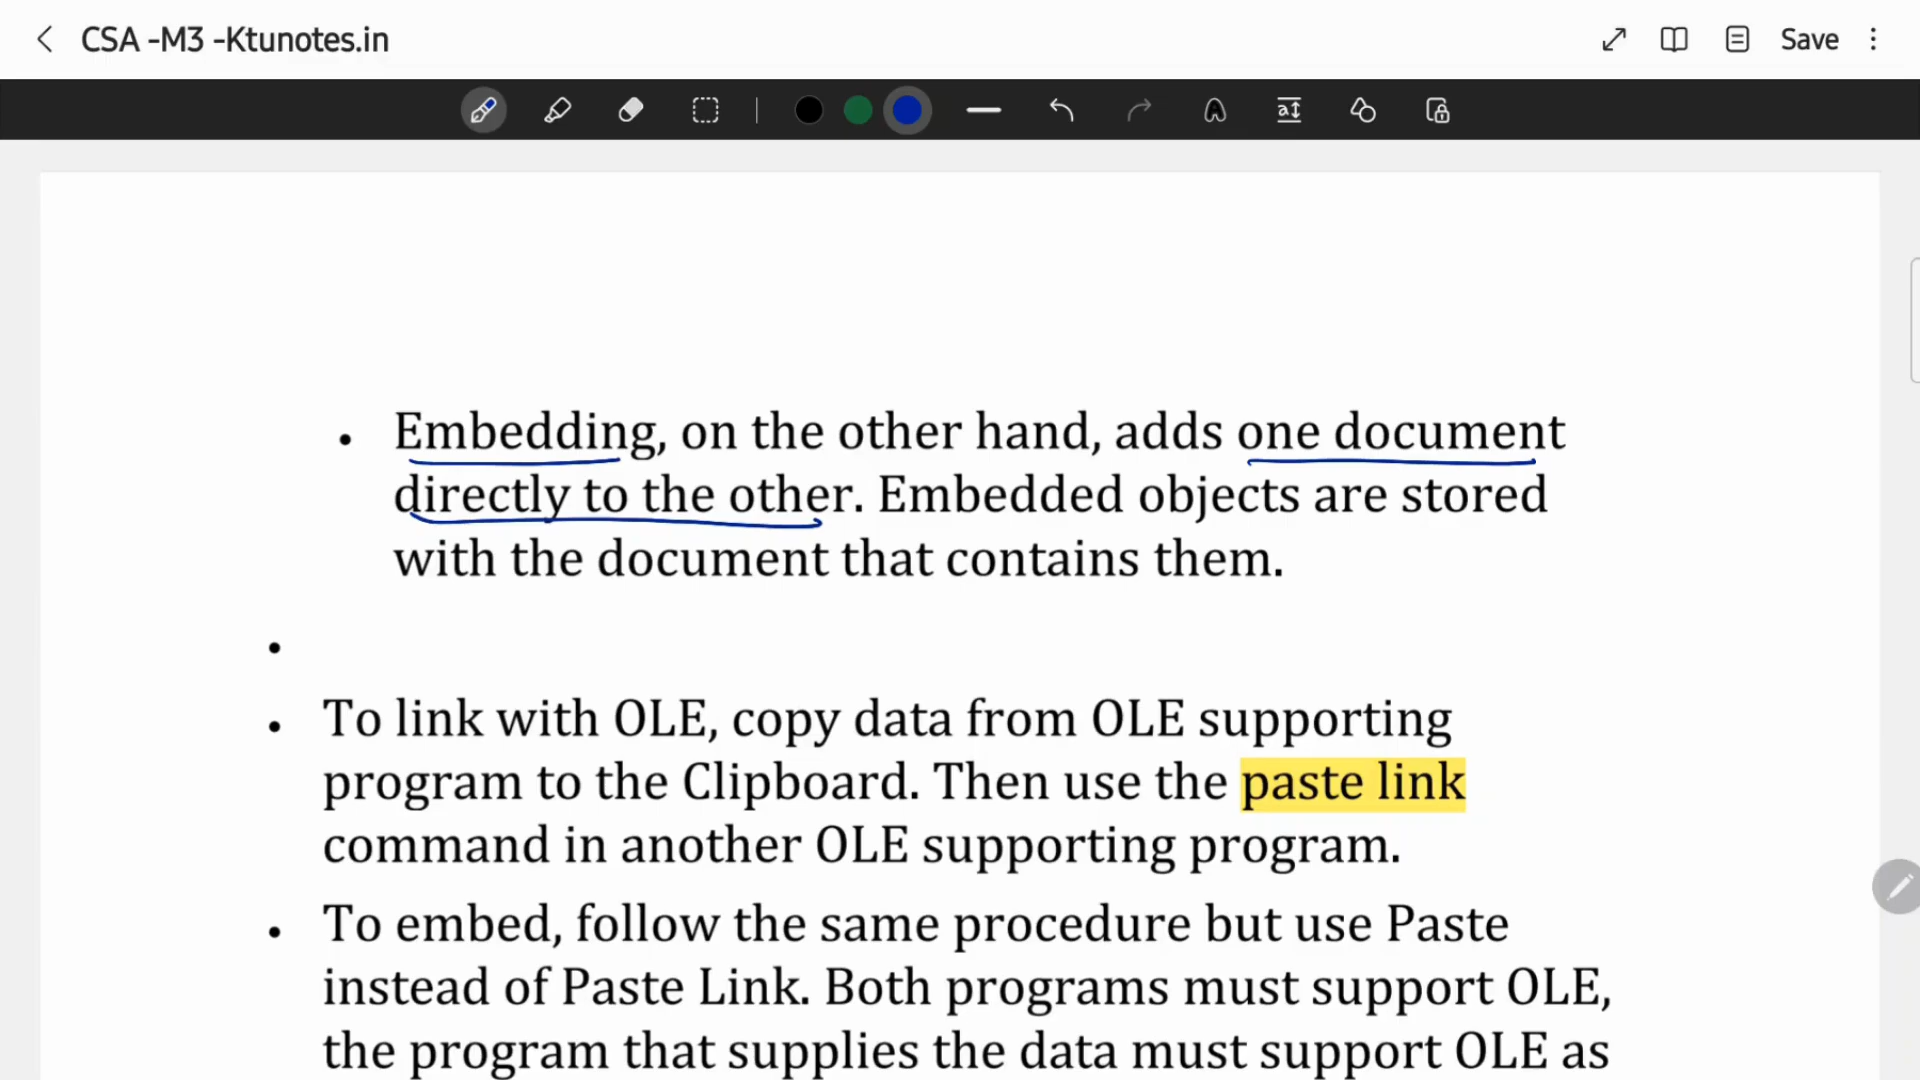 CSA -M3 -Ktunotes.in
Save
a
• Embedding, on the other hand, adds one document
directly to the other. Embedded objects are stored
with the document that contains them.
•
• To link with OLE, copy data from OLE supporting
program to the Clipboard. Then use the paste link
command in another OLE supporting program.
• To embed, follow the same procedure but use Paste
instead of Paste Link. Both programs must support OLE,
the program that supplies the data must support OLE as